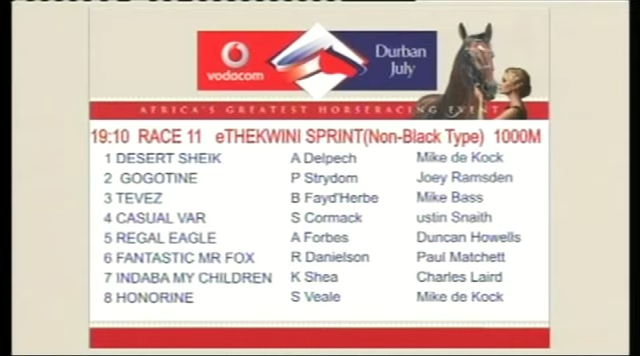 vodacom
Durban
July
AFRICA'S GREATEST HORSERACING EVENT
19:10 RACE 11 eTHEKWINI SPRINT(Non-Black Type) 1000M
1 DESERT SHEIK A Delpech Mike de Kock
2 GOGOTINE P Strydom Joey Ramsden
3 TEVEZ B Fayd'Herbe Mike Bass
4 CASUAL VAR S Cormack ustin Snaith
5 REGAL EAGLE A Forbes Duncan Howells
6 FANTASTIC MR FOX R Danielson Paul Matchett
7 INDABA MY CHILDREN K Shea Charles Laird
8 HONORINE S Veale Mike de Kock